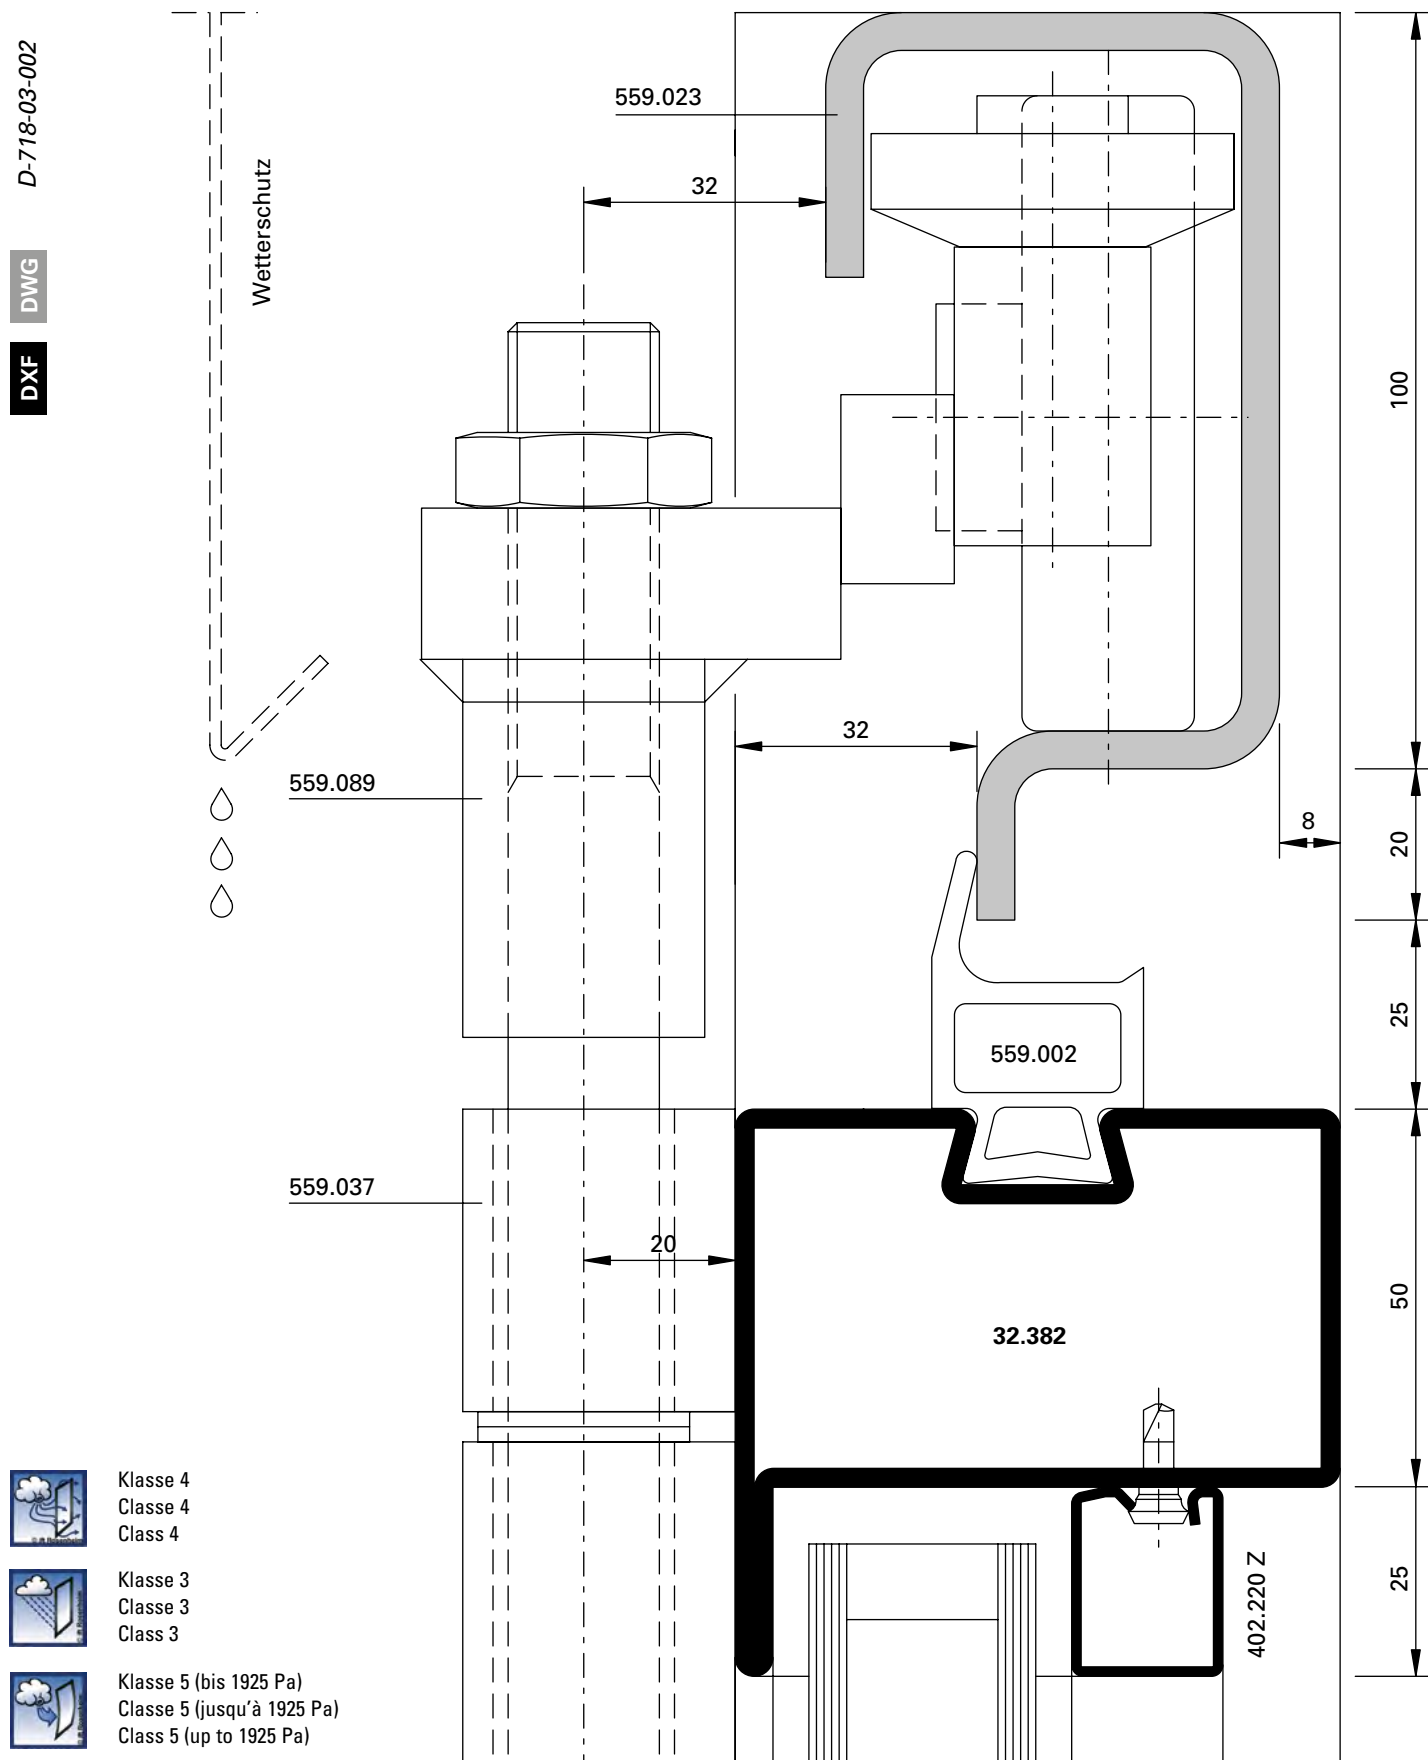 D-718-03-002
DWG
DXF
Wetterschutz
559.023
32
100
32
559.089
8
20
25
559.002
559.037
20
32.382
50
402.220 Z
25
Klasse 4
Classe 4
Class 4
Klasse 3
Classe 3
Class 3
Klasse 5 (bis 1925 Pa)
Classe 5 (jusqu'à 1925 Pa)
Class 5 (up to 1925 Pa)